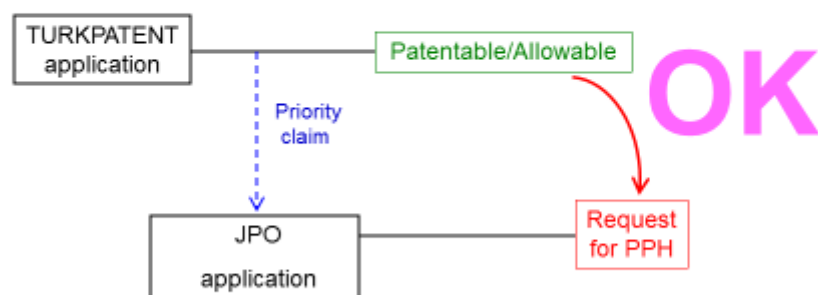 TURKPATENT
application
Patentable/Allowable
OK
Priority
claim
JPO
application
Request
for PPH